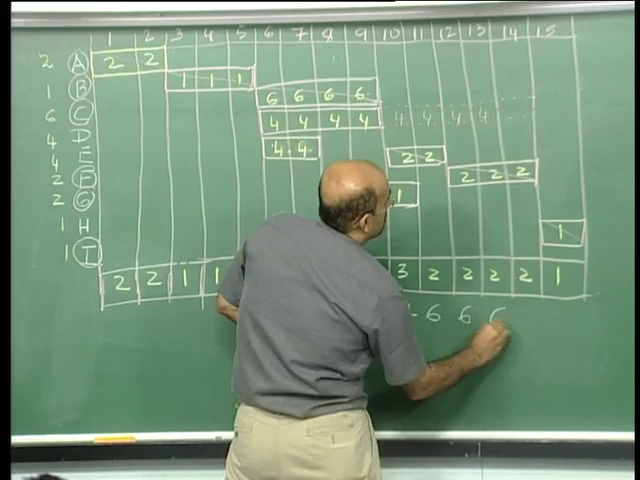 1 2 3 4 5 6 7 8 9 10 11 12 13 14 15
2 A 2 2
1 B 1 1 1
6 C 6 6 6 6
4 D 4 4 4 4 4 4 4 4
4 E 4 4
2 F 2 2
2 G 2 2 2
1 H 1
1 I 1
2 2 1 1 3 2 2 2 2 1
6 6